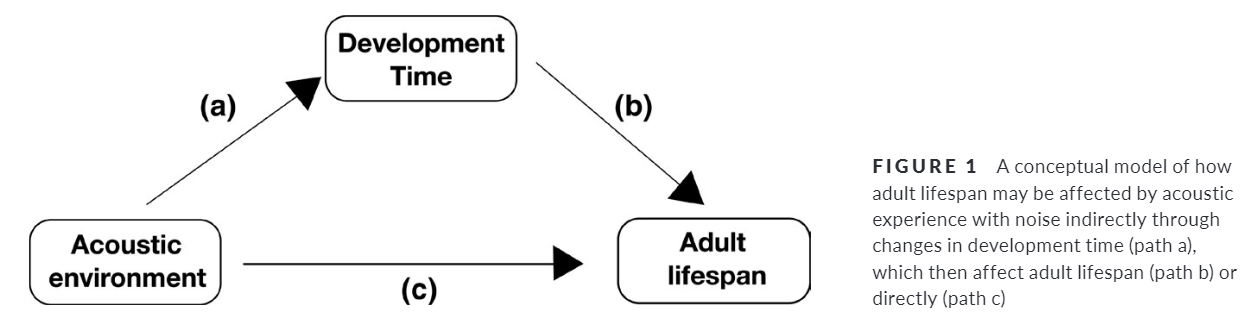 Development
Time
(a)
(b)
Acoustic
environment
(c)
Adult
lifespan
FIGURE 1 A conceptual model of how
adult lifespan may be affected by acoustic
experience with noise indirectly through
changes in development time (path a),
which then affect adult lifespan (path b) or
directly (path c)